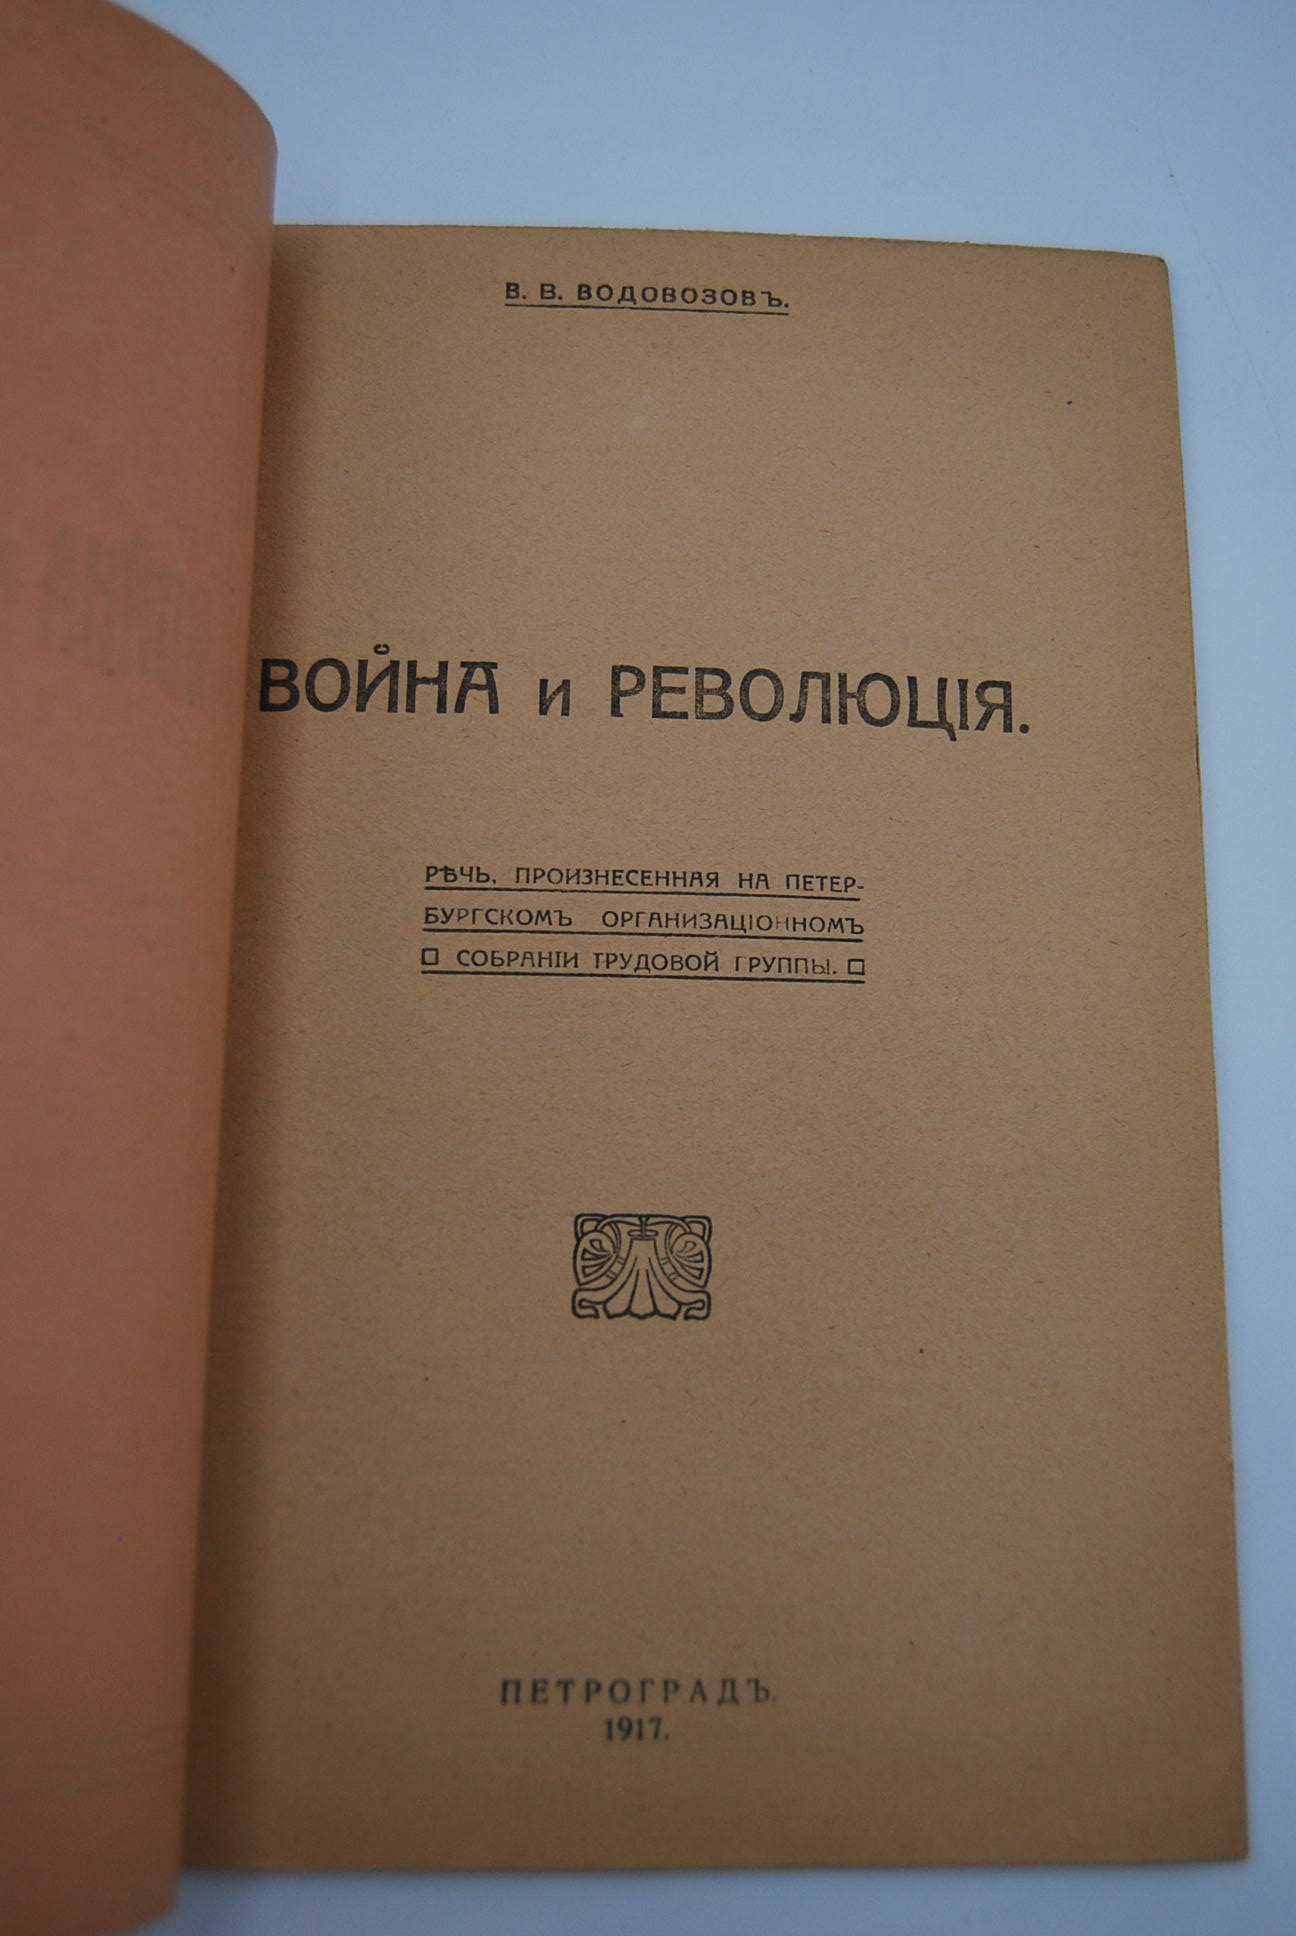 В. В. ВОДОВОЗОВЪ.
ВОЙНА и РЕВОЛЮЦІЯ.
РѢЧЬ, ПРОИЗНЕСЕННАЯ НА ПЕТЕР-
БУРГСКОМЪ ОРГАНИЗАЦІОННОМЪ
СОБРАНІИ ТРУДОВОЙ ГРУППЫ.
ПЕТРОГРАДЪ.
1917.